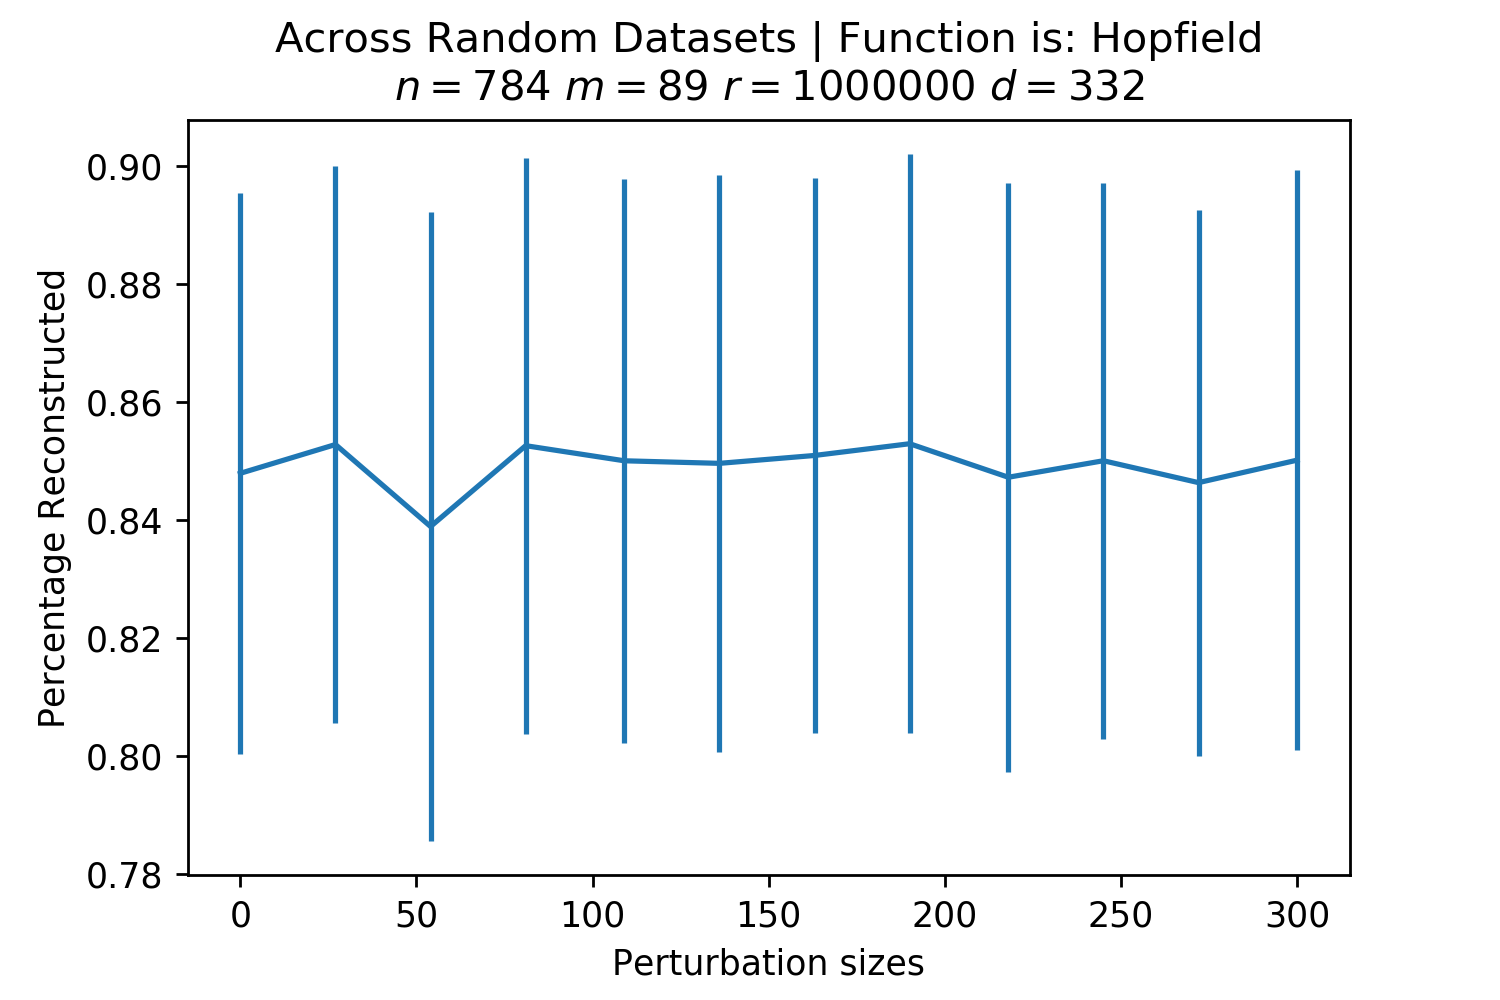 Across Random Datasets | Function is: Hopfield
n = 784 m = 89 r = 1000000 d = 332
0.90
0.88
0.86
0.84
0.82
0.80
0.78
Percentage Reconstructed
0 50 100 150 200 250 300
Perturbation sizes